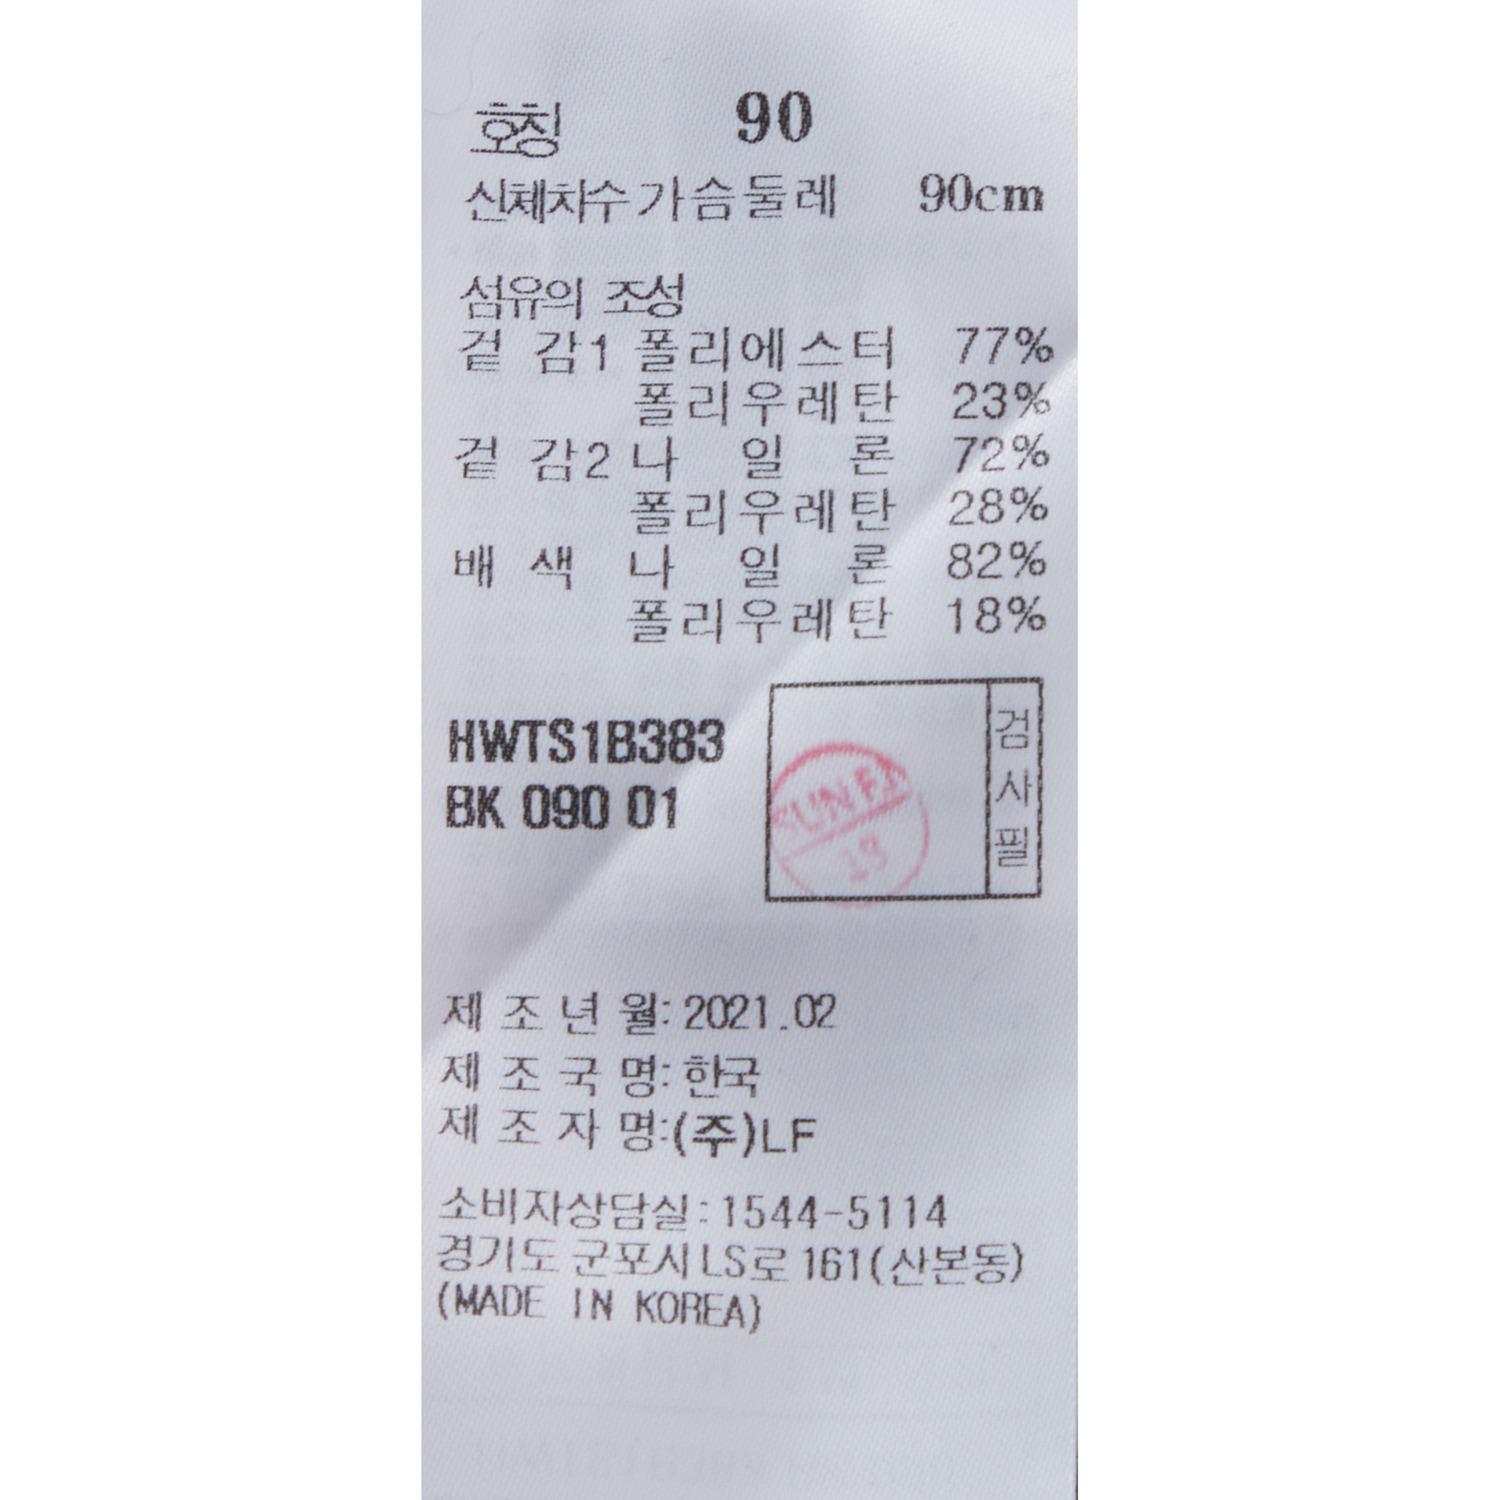 호칭 90
신체치수 가슴둘레 90cm
섬유의 조성
겉 감1 폴리에스터 77%
폴리우레탄 23%
겉 감2 나 일 론 72%
폴리우레탄 28%
배 색 나 일 론 82%
폴리우레탄 18%
HWTS1B383
BK 090 01
검사필
SUN
제 조 년 월: 2021.02
제 조 국 명: 한국
제 조 자 명:(주)LF
소비자상담실:1544-5114
경기도 군포시 LS로 161(산본동)
(MADE IN KOREA)